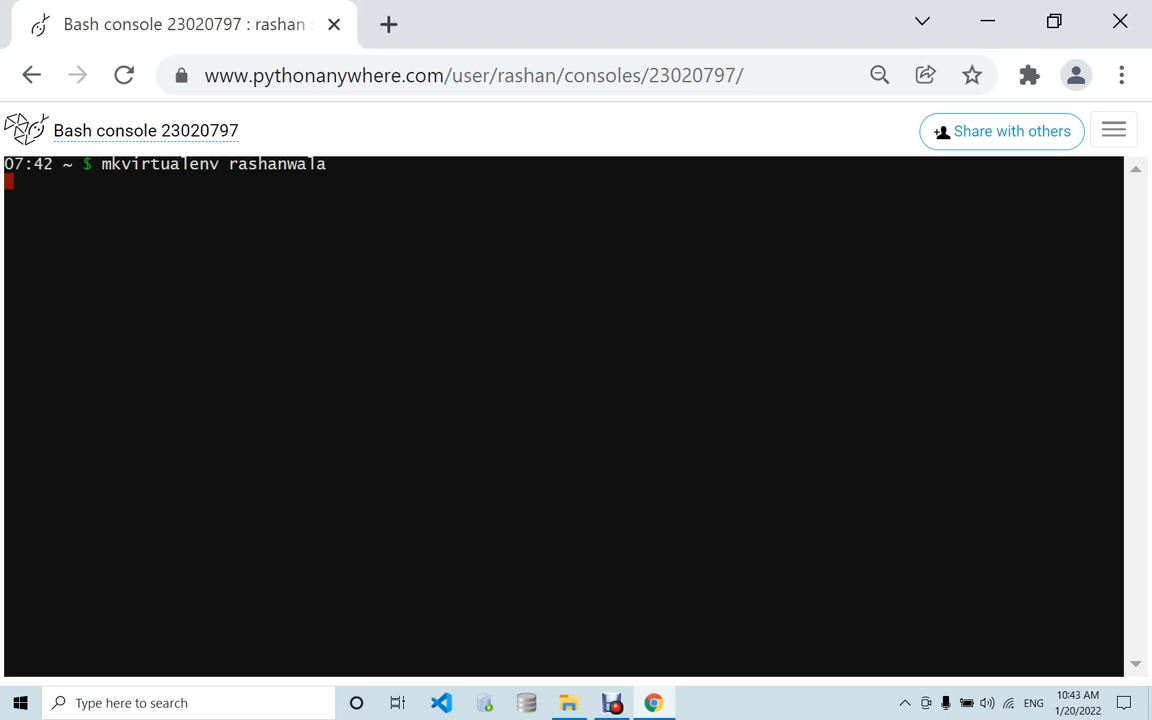 Bash console 23020797 : rashan :
www.pythonanywhere.com/user/rashan/consoles/23020797/
Bash console 23020797
Share with others
07:42 ~ $ mkvirtualenv rashanwala
Type here to search
ENG
10:43 AM
1/20/2022